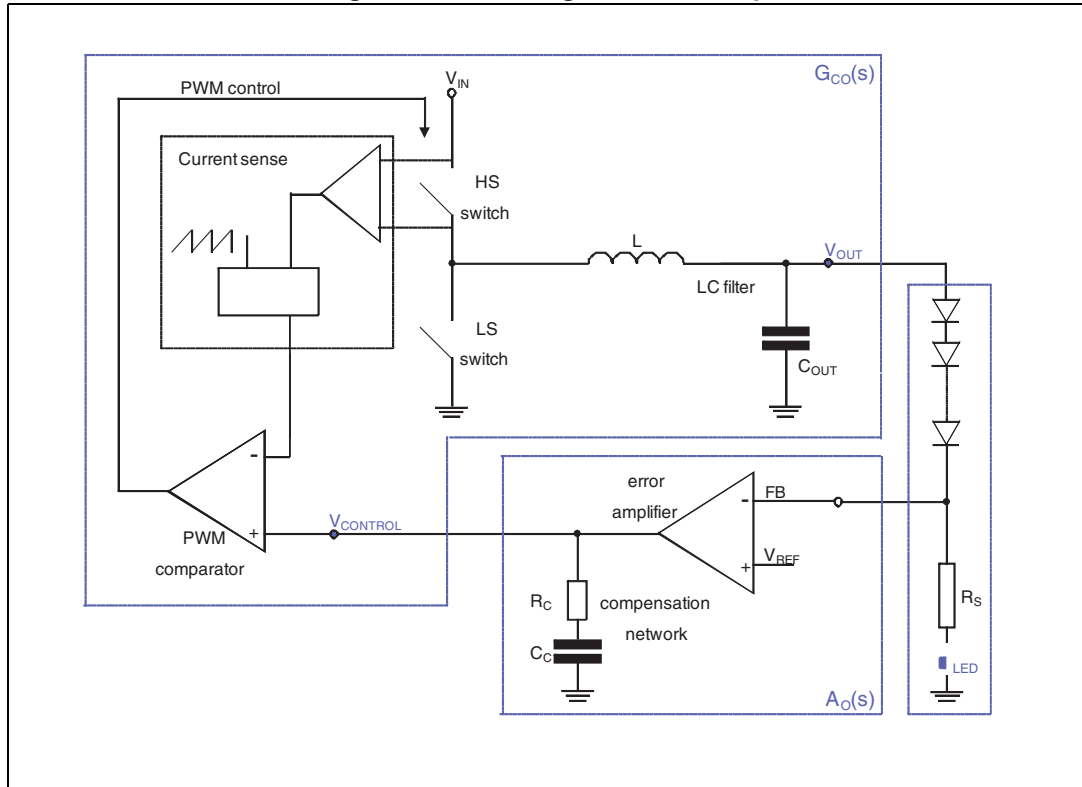 G_CO(s)
V_IN
PWM control
Current sense
HS
switch
L
V_OUT
LC filter
LS
switch
C_OUT
-
+
PWM
comparator
V_CONTROL
error
amplifier
-
FB
+
V_REF
R_C
compensation
network
C_C
R_S
LED
A_O(s)